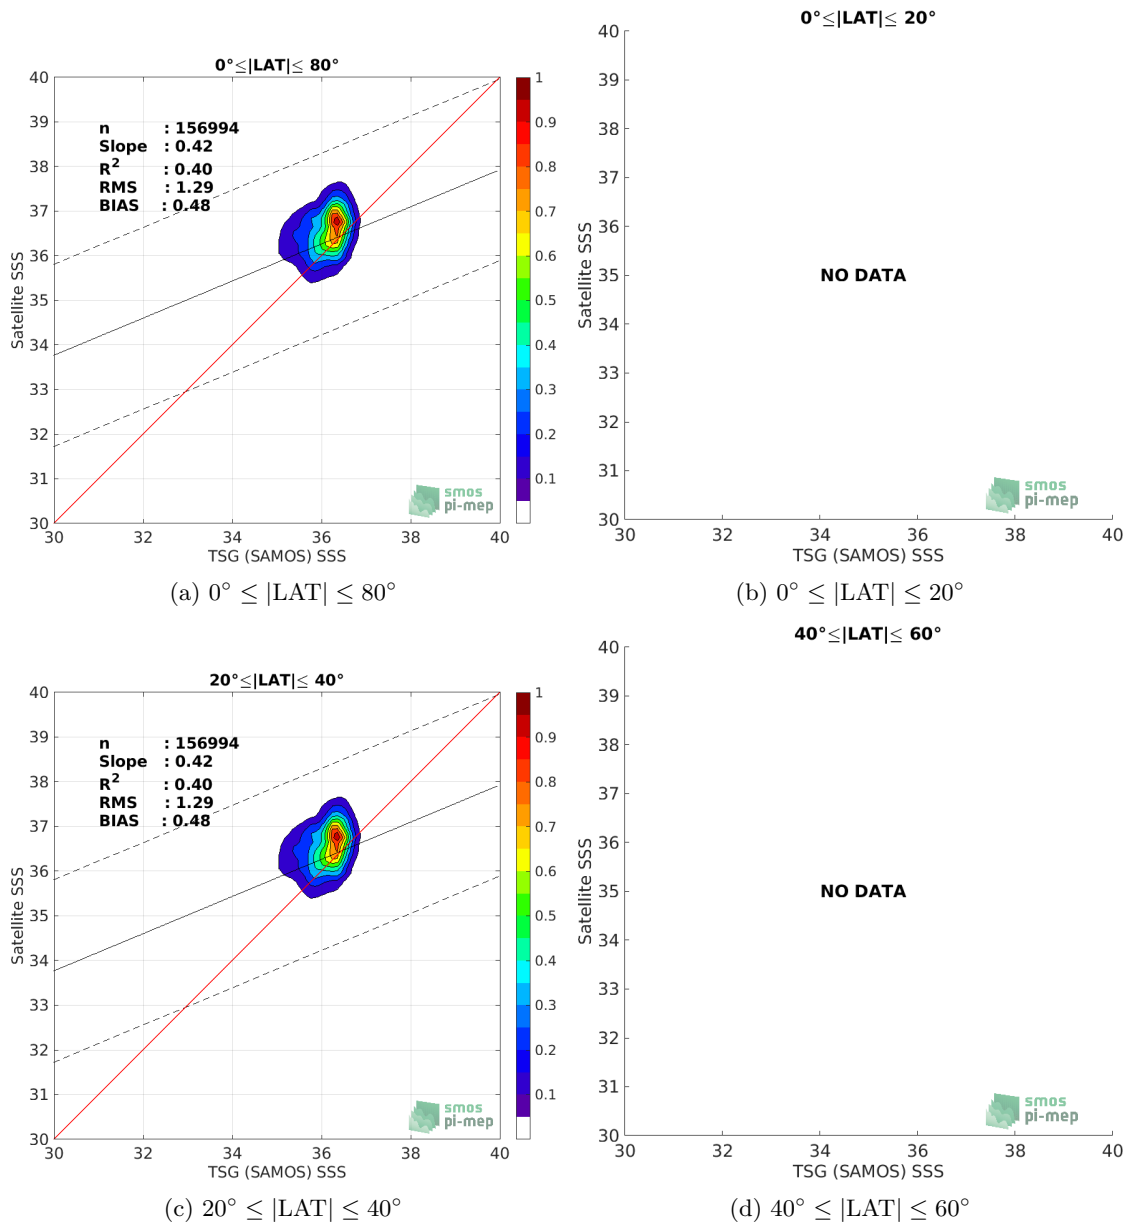 0°≤|LAT|≤ 80°
40
39
38
37
36
35
34
33
32
31
30
30
32
34
36
38
40
Satellite SSS
TSG (SAMOS) SSS
n : 156994
Slope : 0.42
R² : 0.40
RMS : 1.29
BIAS : 0.48
1
0.9
0.8
0.7
0.6
0.5
0.4
0.3
0.2
0.1
smos
pi-mep
(a) 0° ≤ |LAT| ≤ 80°
0°≤|LAT|≤ 20°
40
39
38
37
36
35
34
33
32
31
30
30
32
34
36
38
40
Satellite SSS
TSG (SAMOS) SSS
NO DATA
smos
pi-mep
(b) 0° ≤ |LAT| ≤ 20°
20°≤|LAT|≤ 40°
40
39
38
37
36
35
34
33
32
31
30
30
32
34
36
38
40
Satellite SSS
TSG (SAMOS) SSS
n : 156994
Slope : 0.42
R² : 0.40
RMS : 1.29
BIAS : 0.48
1
0.9
0.8
0.7
0.6
0.5
0.4
0.3
0.2
0.1
smos
pi-mep
(c) 20° ≤ |LAT| ≤ 40°
40°≤|LAT|≤ 60°
40
39
38
37
36
35
34
33
32
31
30
30
32
34
36
38
40
Satellite SSS
TSG (SAMOS) SSS
NO DATA
smos
pi-mep
(d) 40° ≤ |LAT| ≤ 60°